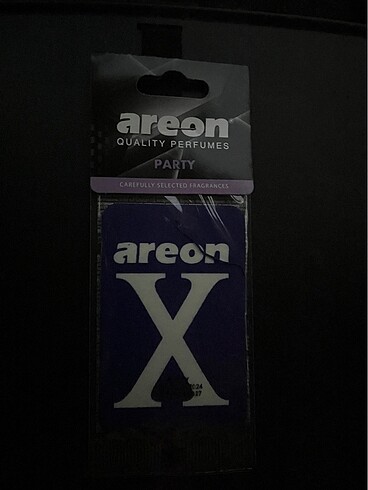 areon
QUALITY PERFUMES
PARTY
CAREFULLY SELECTED FRAGRANCES
areon
X